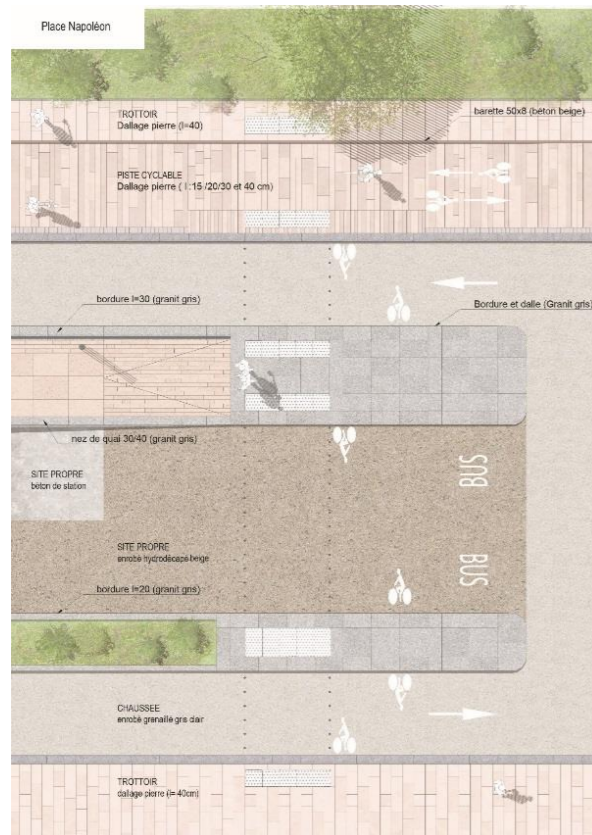 Place Napoléon
TROTTOIR
Dallage pierre (l=40)
barette 50x8 (béton beige)
PISTE CYCLABLE
Dallage pierre ( l :15 /20/30 et 40 cm)
bordure l=30 (granit gris)
Bordure et dalle (Granit gris)
nez de quai 30/40 (granit gris)
SITE PROPRE
béton de station
BUS
SITE PROPRE
enrobé hydrodécapé beige
BUS
bordure l=20 (granit gris)
CHAUSSEE
enrobé grenaillé gris clair
TROTTOIR
dallage pierre (l= 40cm)